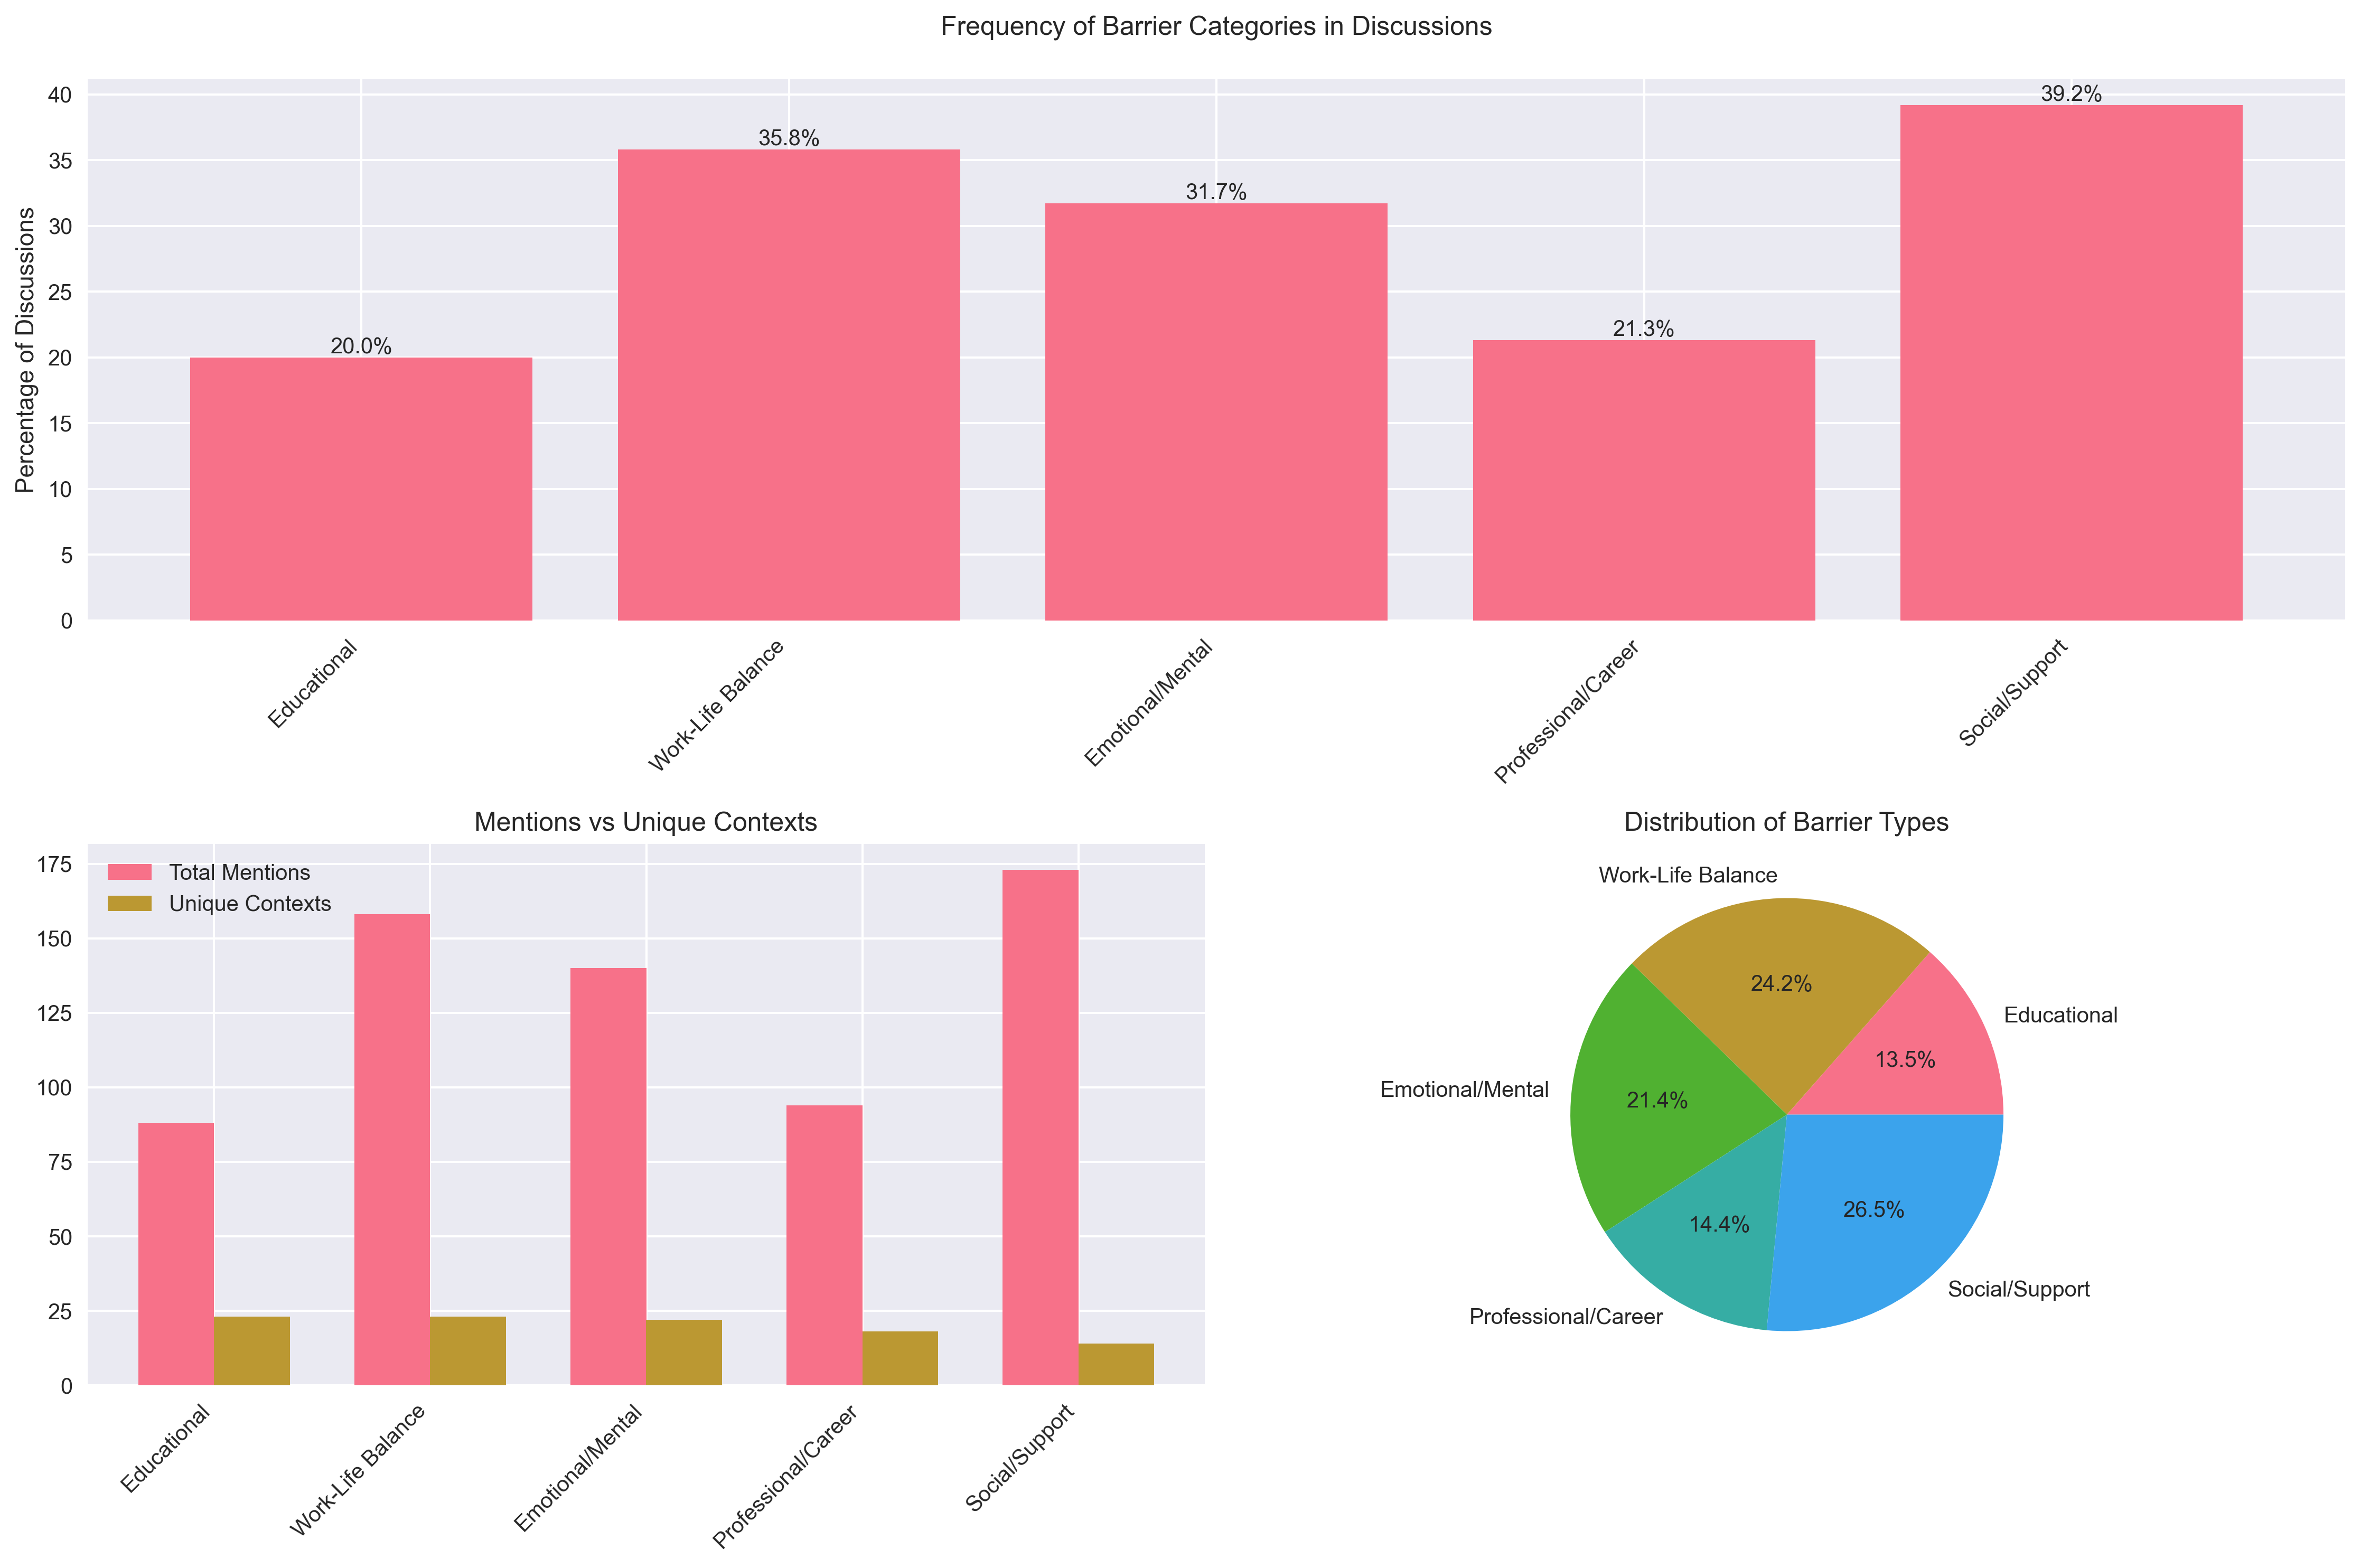 Frequency of Barrier Categories in Discussions
Percentage of Discussions
40
35
30
25
20
15
10
5
0
20.0%
35.8%
31.7%
21.3%
39.2%
Educational
Work-Life Balance
Emotional/Mental
Professional/Career
Social/Support
Mentions vs Unique Contexts
Total Mentions
Unique Contexts
175
150
125
100
75
50
25
0
Educational
Work-Life Balance
Emotional/Mental
Professional/Career
Social/Support
Distribution of Barrier Types
Work-Life Balance
24.2%
Educational
13.5%
Emotional/Mental
21.4%
Professional/Career
14.4%
Social/Support
26.5%